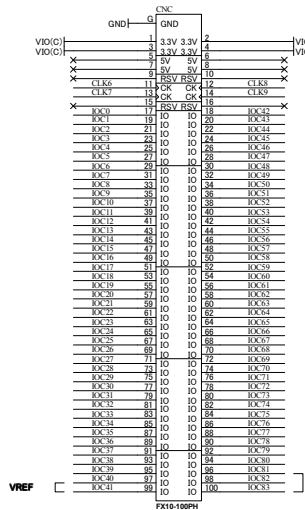 CNC
GND G GND
VIO(C) 1 3.3V 3.3V 2 VIO
VIO(C) 3 3.3V 3.3V 4 VIO
5 5V 5V 6
7 5V 5V 8
9 RSV RSV 10
CLK6 11 CK CK 12 CLK8
CLK7 13 CK CK 14 CLK9
15 RSV RSV 16
IOC0 17 IO IO 18 IOC42
IOC1 19 IO IO 20 IOC43
IOC2 21 IO IO 22 IOC44
IOC3 23 IO IO 24 IOC45
IOC4 25 IO IO 26 IOC46
IOC5 27 IO IO 28 IOC47
IOC6 29 IO IO 30 IOC48
IOC7 31 IO IO 32 IOC49
IOC8 33 IO IO 34 IOC50
IOC9 35 IO IO 36 IOC51
IOC10 37 IO IO 38 IOC52
IOC11 39 IO IO 40 IOC53
IOC12 41 IO IO 42 IOC54
IOC13 43 IO IO 44 IOC55
IOC14 45 IO IO 46 IOC56
IOC15 47 IO IO 48 IOC57
IOC16 49 IO IO 50 IOC58
IOC17 51 IO IO 52 IOC59
IOC18 53 IO IO 54 IOC60
IOC19 55 IO IO 56 IOC61
IOC20 57 IO IO 58 IOC62
IOC21 59 IO IO 60 IOC63
IOC22 61 IO IO 62 IOC64
IOC23 63 IO IO 64 IOC65
IOC24 65 IO IO 66 IOC66
IOC25 67 IO IO 68 IOC67
IOC26 69 IO IO 70 IOC68
IOC27 71 IO IO 72 IOC69
IOC28 73 IO IO 74 IOC70
IOC29 75 IO IO 76 IOC71
IOC30 77 IO IO 78 IOC72
IOC31 79 IO IO 80 IOC73
IOC32 81 IO IO 82 IOC74
IOC33 83 IO IO 84 IOC75
IOC34 85 IO IO 86 IOC76
IOC35 87 IO IO 88 IOC77
IOC36 89 IO IO 90 IOC78
IOC37 91 IO IO 92 IOC79
IOC38 93 IO IO 94 IOC80
IOC39 95 IO IO 96 IOC81
IOC40 97 IO IO 98 IOC82
VREF IOC41 99 IO IO 100 IOC83
FX10-100PH